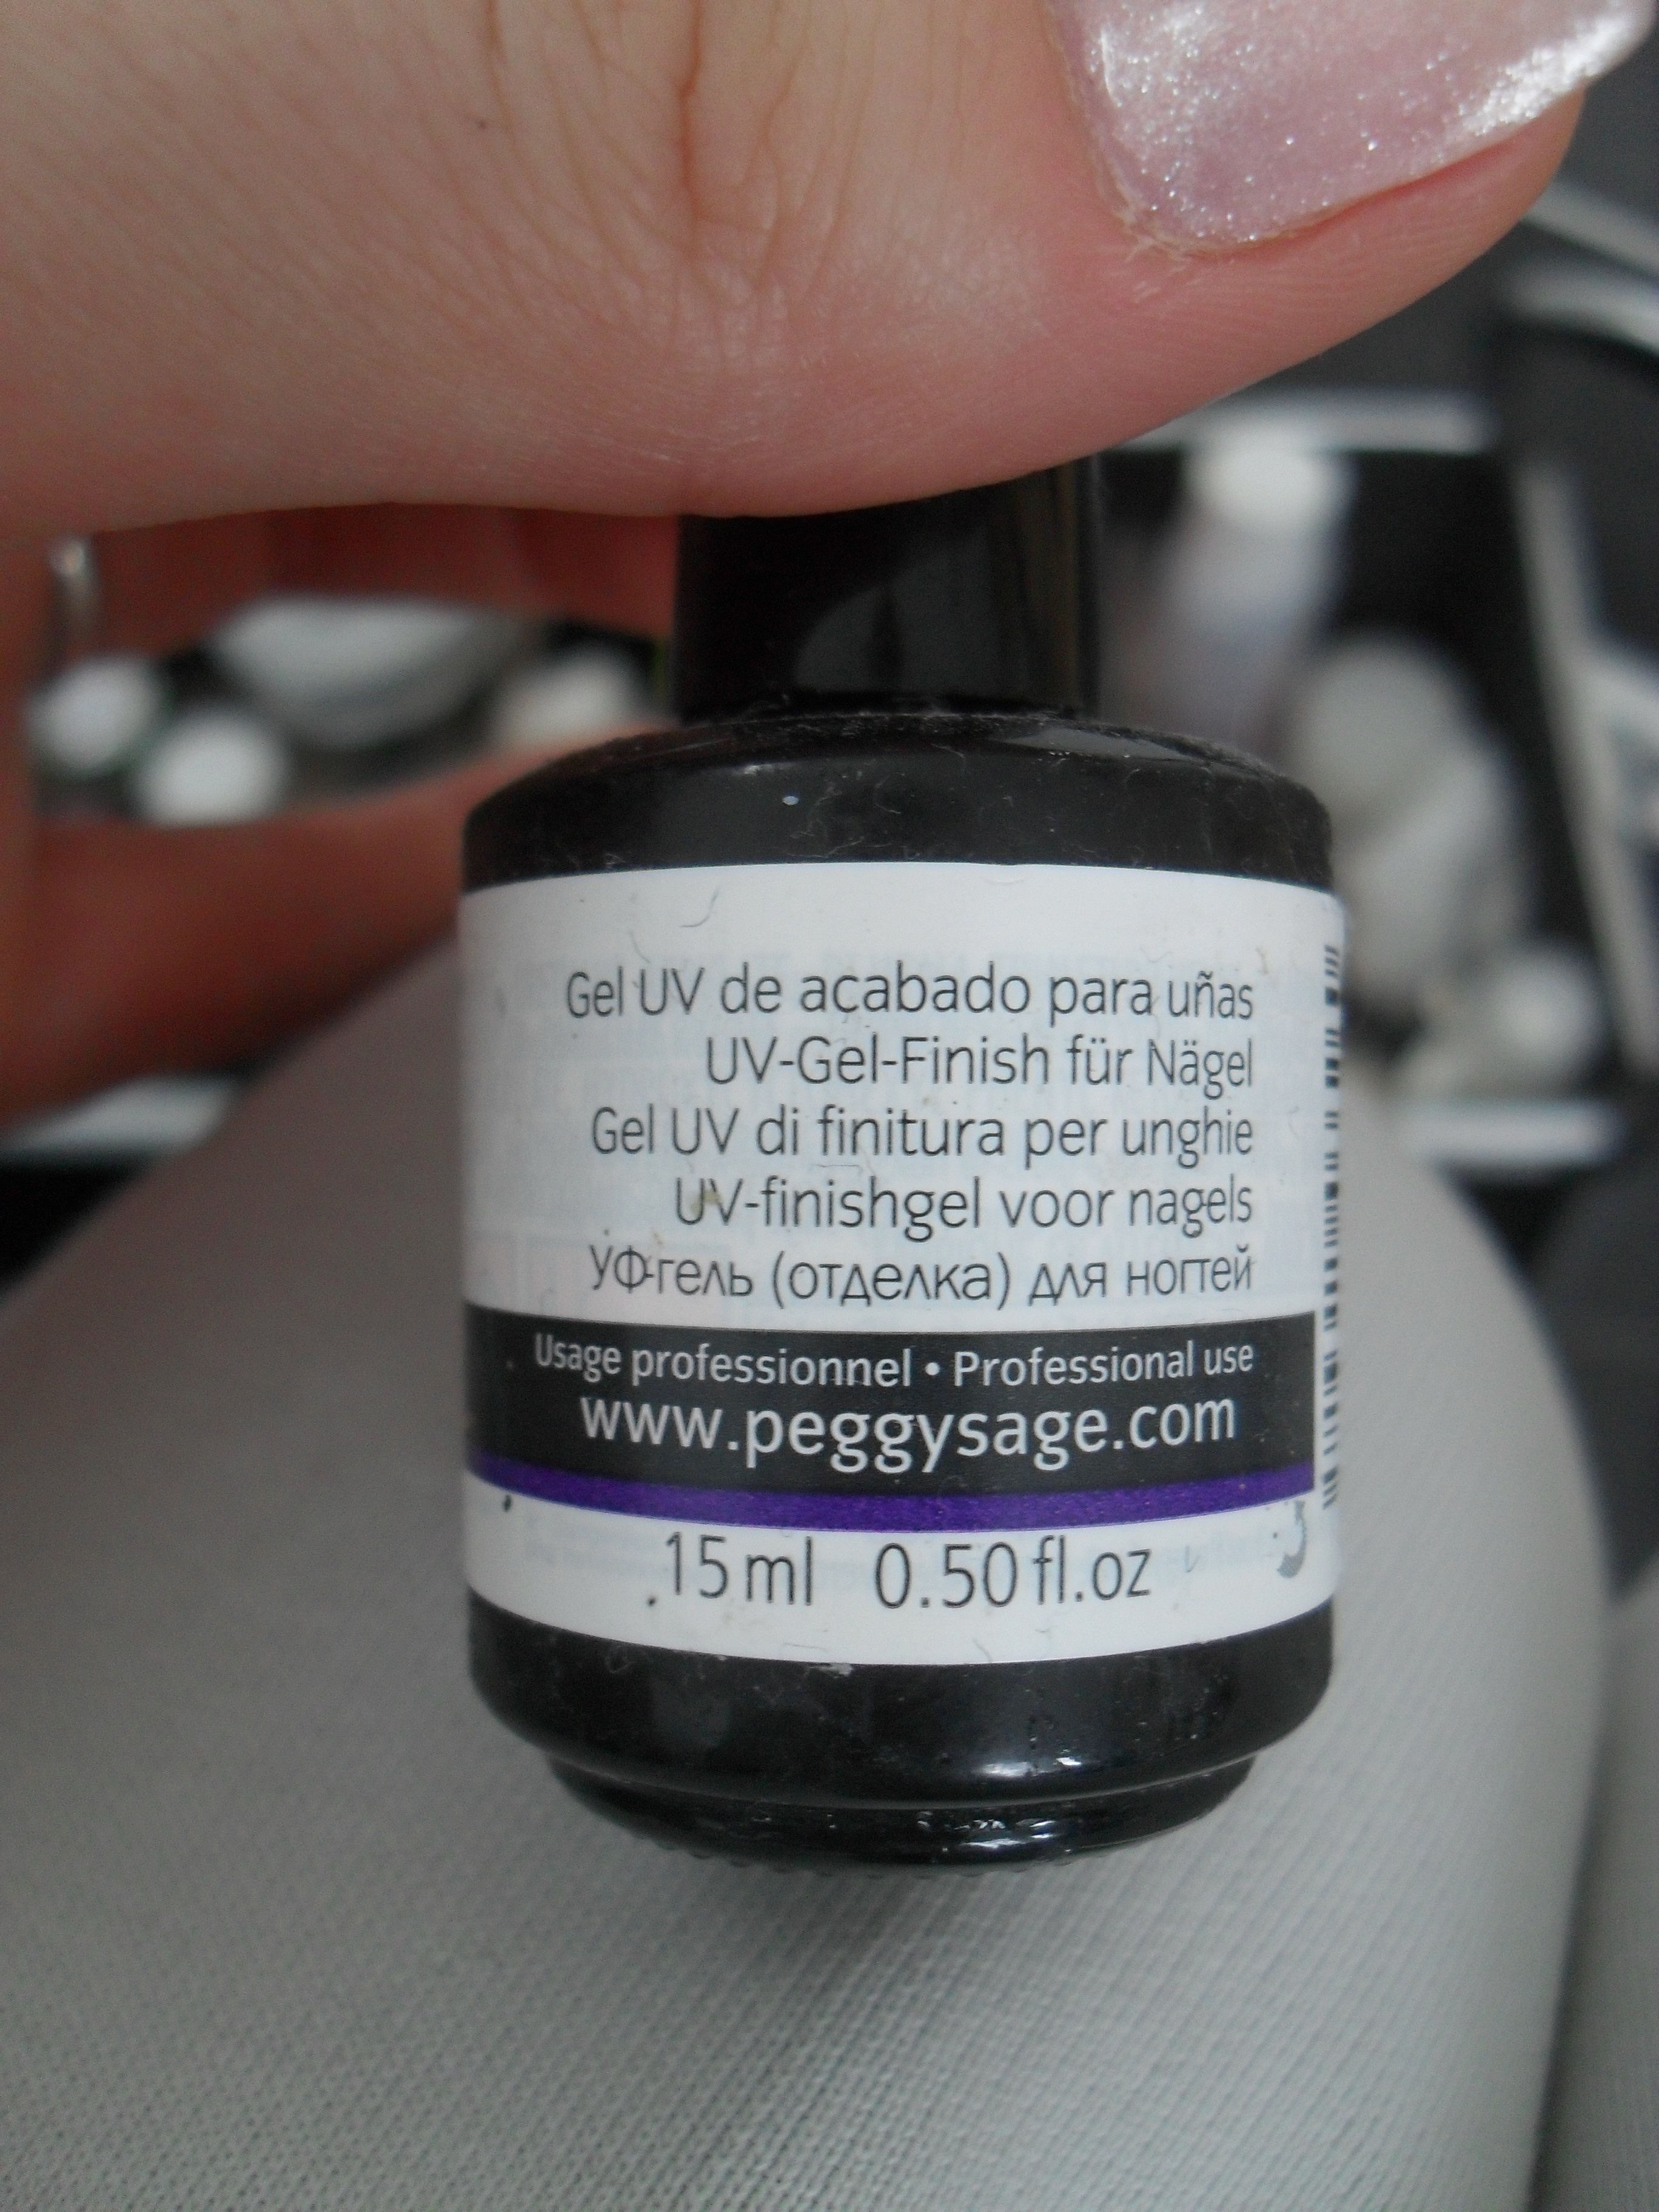 Gel UV de acabado para uñas
UV-Gel-Finish für Nägel
Gel UV di finitura per unghie
UV-finishgel voor nagels
УФ-гель (отделка) для ногтей
Usage professionnel • Professional use
www.peggysage.com
15 ml 0.50 fl.oz